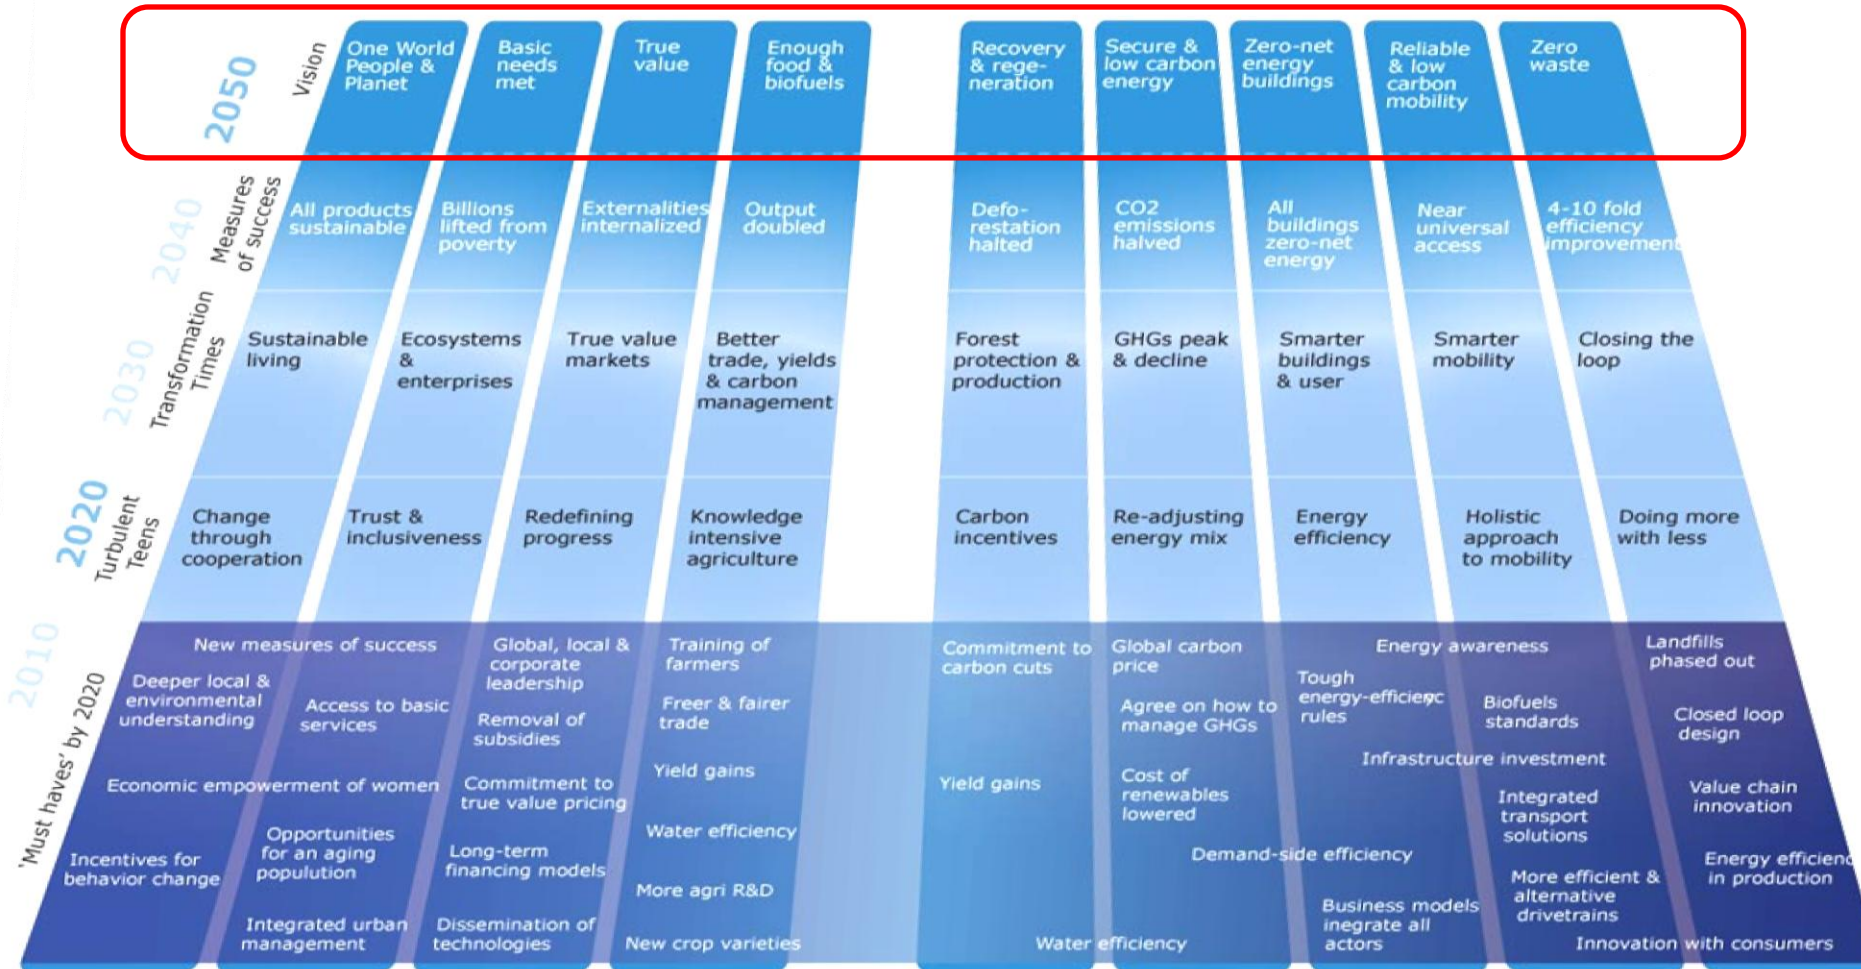 2050
Vision
One World
People &
Planet
Basic
needs
met
True
value
Enough
food &
biofuels
Recovery
& rege-
neration
Secure &
low carbon
energy
Zero-net
energy
buildings
Reliable
& low
carbon
mobility
Zero
waste
2040
Measures
of success
All products
sustainable
Billions
lifted from
poverty
Externalities
internalized
Output
doubled
Defo-
restation
halted
CO2
emissions
halved
All
buildings
zero-net
energy
Near
universal
access
4-10 fold
efficiency
improvement
2030
Transformation
Times
Sustainable
living
Ecosystems
&
enterprises
True value
markets
Better
trade, yields
& carbon
management
Forest
protection &
production
GHGs peak
& decline
Smarter
buildings
& user
Smarter
mobility
Closing the
loop
2020
Turbulent
Teens
Change
through
cooperation
Trust &
inclusiveness
Redefining
progress
Knowledge
intensive
agriculture
Carbon
incentives
Re-adjusting
energy mix
Energy
efficiency
Holistic
approach
to mobility
Doing more
with less
2010
'Must haves' by 2020
New measures of success
Deeper local &
environmental
understanding
Access to basic
services
Economic empowerment of women
Incentives for
behavior change
Opportunities
for an aging
popolution
Integrated urban
management
Global, local &
corporate
leadership
Removal of
subsidies
Commitment to
true value pricing
Long-term
financing models
Dissemination of
technologies
Training of
farmers
Freer & fairer
trade
Yield gains
Water efficiency
More agri R&D
New crop varieties
Commitment to
carbon cuts
Yield gains
Water efficiency
Global carbon
price
Agree on how to
manage GHGs
Cost of
renewables
lowered
Demand-side efficiency
Energy awareness
Tough
energy-efficienc
rules
Infrastructure investment
Business models
inegrate all
actors
Biofuels
standards
Integrated
transport
solutions
More efficient &
alternative
drivetrains
Innovation with consumers
Landfills
phased out
Closed loop
design
Value chain
innovation
Energy efficienc
in production